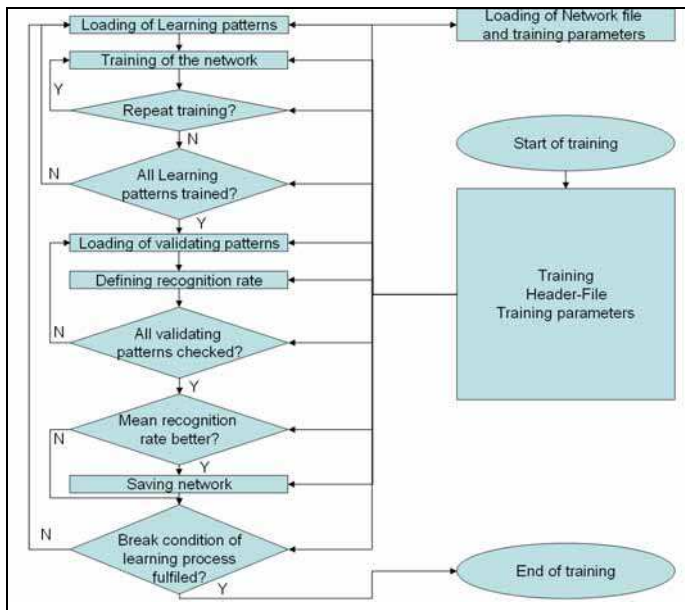 Loading of Learning patterns
Training of the network
Y
Repeat training?
N
N
All Learning
patterns trained?
Y
Loading of validating patterns
Defining recognition rate
N
All validating
patterns checked?
Y
Mean recognition
rate better?
N
Y
Saving network
N
Break condition of
learning process
fulfiled?
Y
Loading of Network file
and training parameters
Start of training
Training
Header-File
Training parameters
End of training